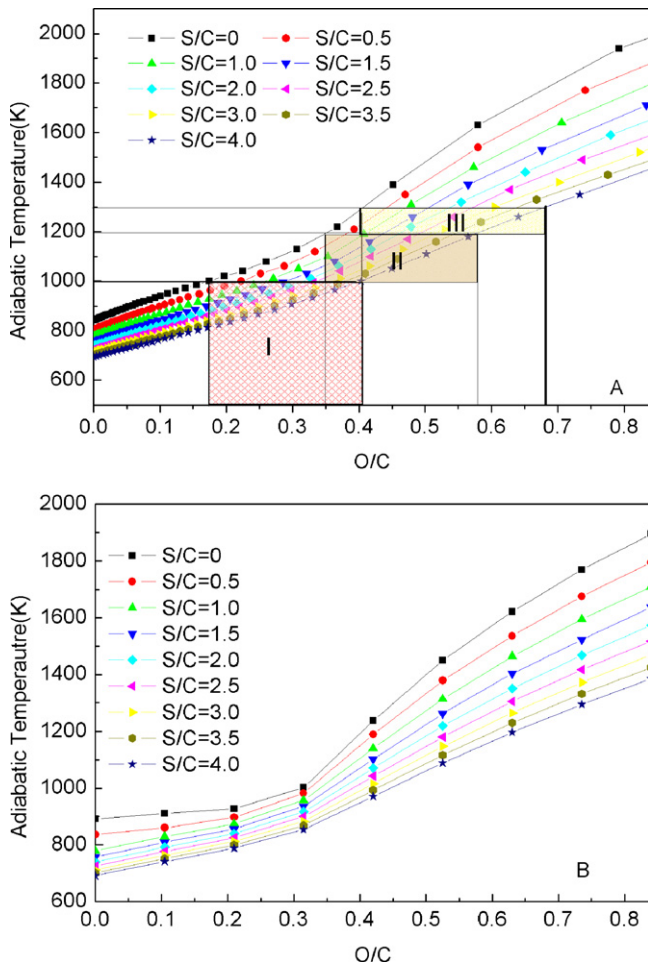 2000
1800
1600
1400
1200
1000
800
600
Adiabatic Temperature(K)
S/C=0 S/C=0.5
S/C=1.0 S/C=1.5
S/C=2.0 S/C=2.5
S/C=3.0 S/C=3.5
S/C=4.0
III
II
I
A
0.0 0.1 0.2 0.3 0.4 0.5 0.6 0.7 0.8
O/C
2000
1800
1600
1400
1200
1000
800
600
Adiabatic Temperautre(K)
S/C=0
S/C=0.5
S/C=1.0
S/C=1.5
S/C=2.0
S/C=2.5
S/C=3.0
S/C=3.5
S/C=4.0
B
0.0 0.1 0.2 0.3 0.4 0.5 0.6 0.7 0.8
O/C